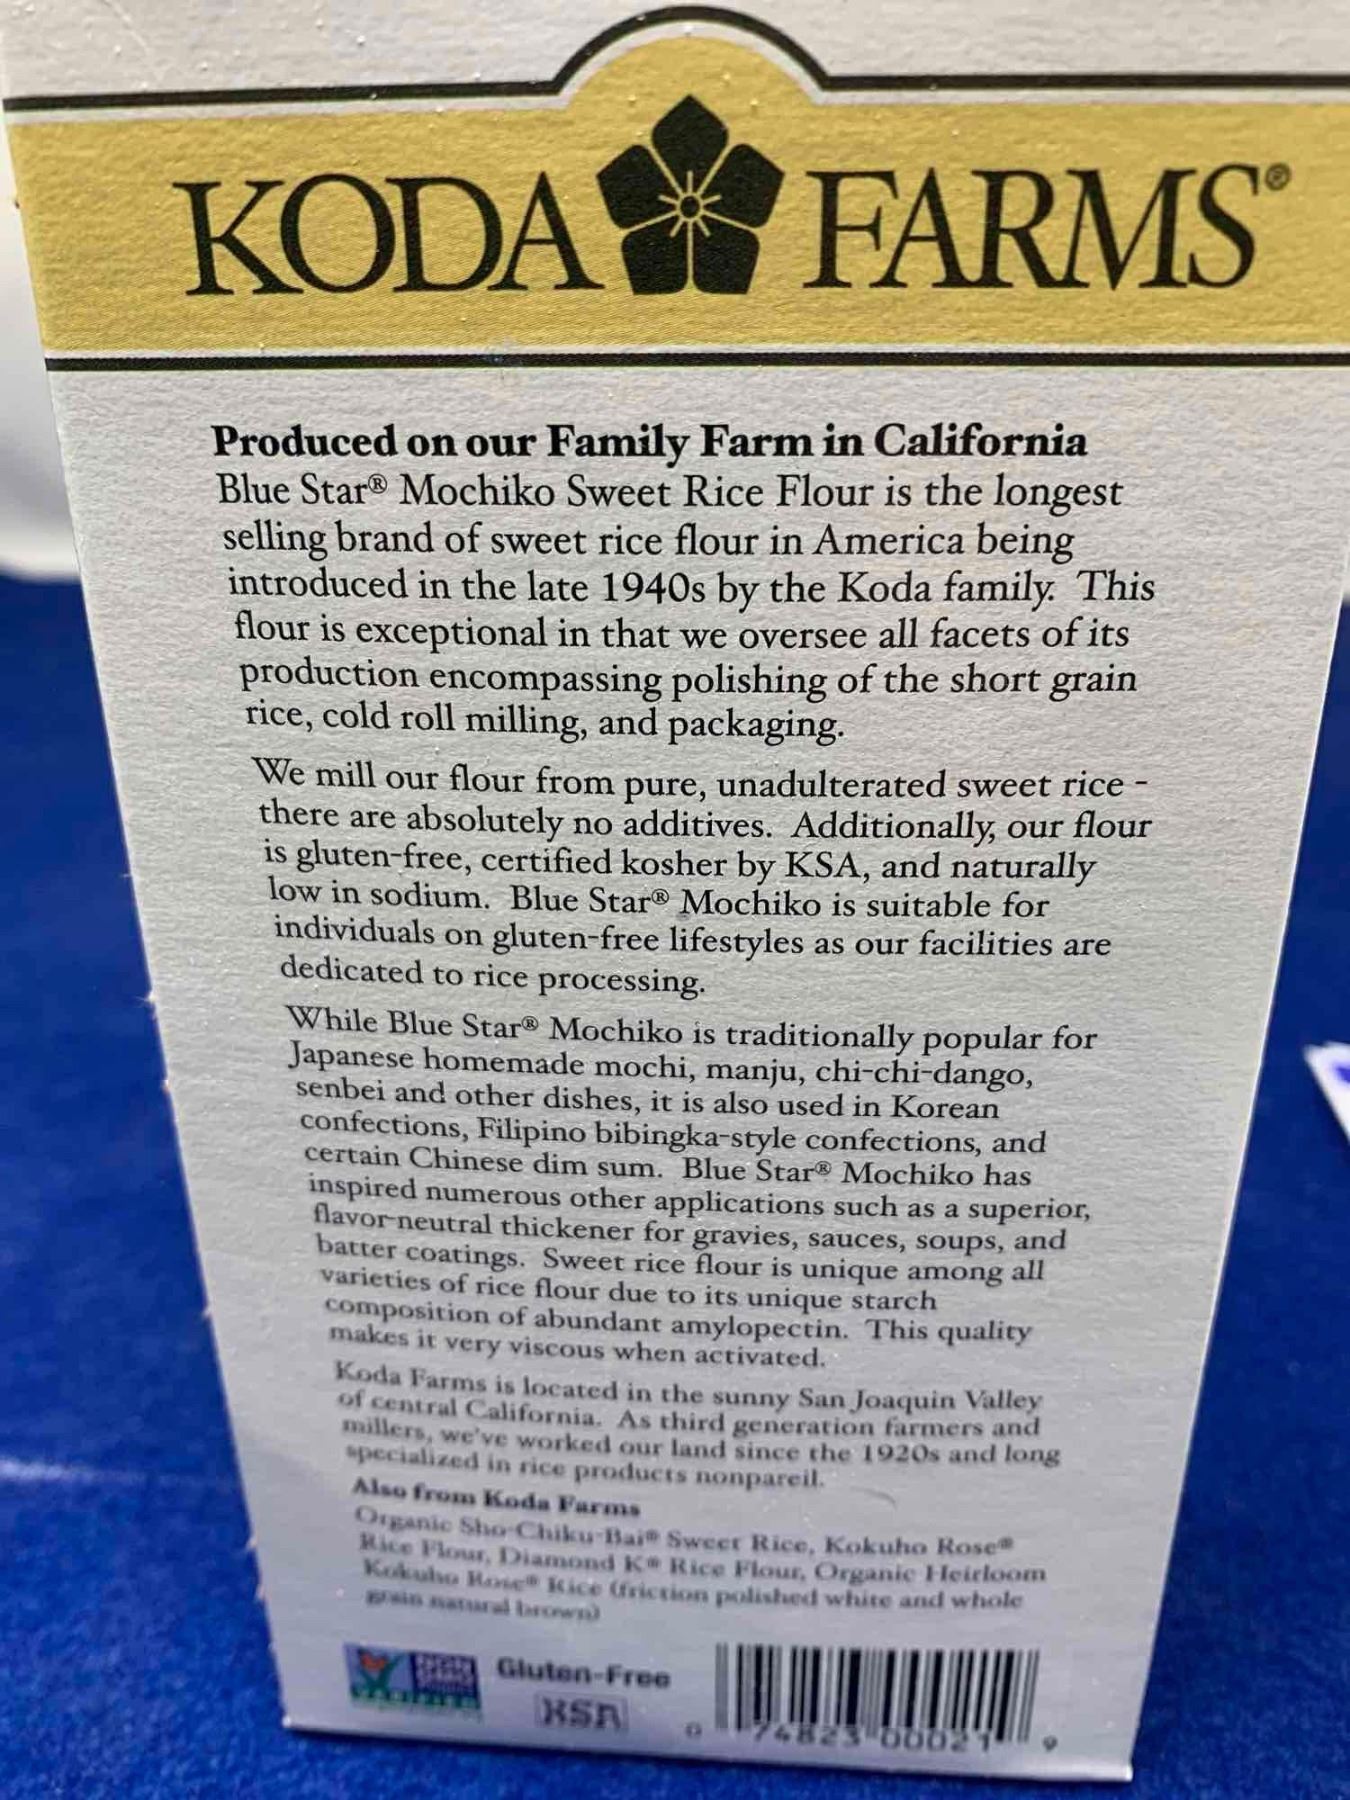 KODA FARMS®
Produced on our Family Farm in California
Blue Star® Mochiko Sweet Rice Flour is the longest
selling brand of sweet rice flour in America being
introduced in the late 1940s by the Koda family. This
flour is exceptional in that we oversee all facets of its
production encompassing polishing of the short grain
rice, cold roll milling, and packaging.
We mill our flour from pure, unadulterated sweet rice -
there are absolutely no additives. Additionally, our flour
is gluten-free, certified kosher by KSA, and naturally
low in sodium. Blue Star® Mochiko is suitable for
individuals on gluten-free lifestyles as our facilities are
dedicated to rice processing.
While Blue Star® Mochiko is traditionally popular for
Japanese homemade mochi, manju, chi-chi-dango,
senbei and other dishes, it is also used in Korean
confections, Filipino bibingka-style confections, and
certain Chinese dim sum. Blue Star® Mochiko has
inspired numerous other applications such as a superior,
flavor-neutral thickener for gravies, sauces, soups, and
batter coatings. Sweet rice flour is unique among all
varieties of rice flour due to its unique starch
composition of abundant amylopectin. This quality
makes it very viscous when activated.
Koda Farms is located in the sunny San Joaquin Valley
of central California. As third generation farmers and
millers, we've worked our land since the 1920s and long
specialized in rice products nonpareil.
Also from Koda Farms
Organic Sho-Chiku-Bai® Sweet Rice, Kokuho Rose®
Rice Flour, Diamond K® Rice Flour, Organic Heirloom
Kokuho Rose® Rice (friction polished white and whole
grain natural brown)
Gluten-Free
KSA
0 74823 00021 9